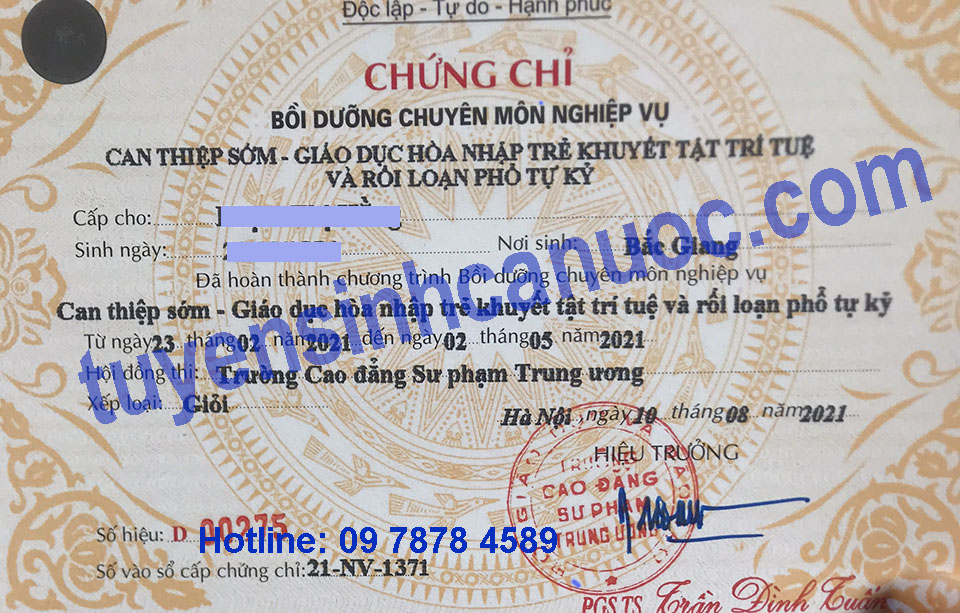 Độc lập - Tự do - Hạnh phúc
CHỨNG CHỈ
BỒI DƯỠNG CHUYÊN MÔN NGHIỆP VỤ
CAN THIỆP SỚM - GIÁO DỤC HÒA NHẬP TRẺ KHUYẾT TẬT TRÍ TUỆ
VÀ RỐI LOẠN PHỔ TỰ KỶ
Cấp cho:
Sinh ngày: Nơi sinh: Bắc Giang
Đã hoàn thành chương trình Bồi dưỡng chuyên môn nghiệp vụ
Can thiệp sớm - Giáo dục hòa nhập trẻ khuyết tật trí tuệ và rối loạn phổ tự kỷ
Từ ngày 23 tháng 02 năm 2021 đến ngày 02 tháng 05 năm 2021
Hội đồng thi: Trường Cao đẳng Sư phạm Trung ương
Xếp loại: Giỏi
Hà Nội, ngày 10 tháng 08 năm 2021
HIỆU TRƯỞNG
TRƯỜNG
CAO ĐẲNG
SƯ PHẠM
TRUNG ƯƠNG
Số hiệu: D 00275
Số vào sổ cấp chứng chỉ: 21-NV-1371
PGS.TS. Trần Đình Tuấn
tuyensinhcanuoc.com
Hotline: 09 7878 4589